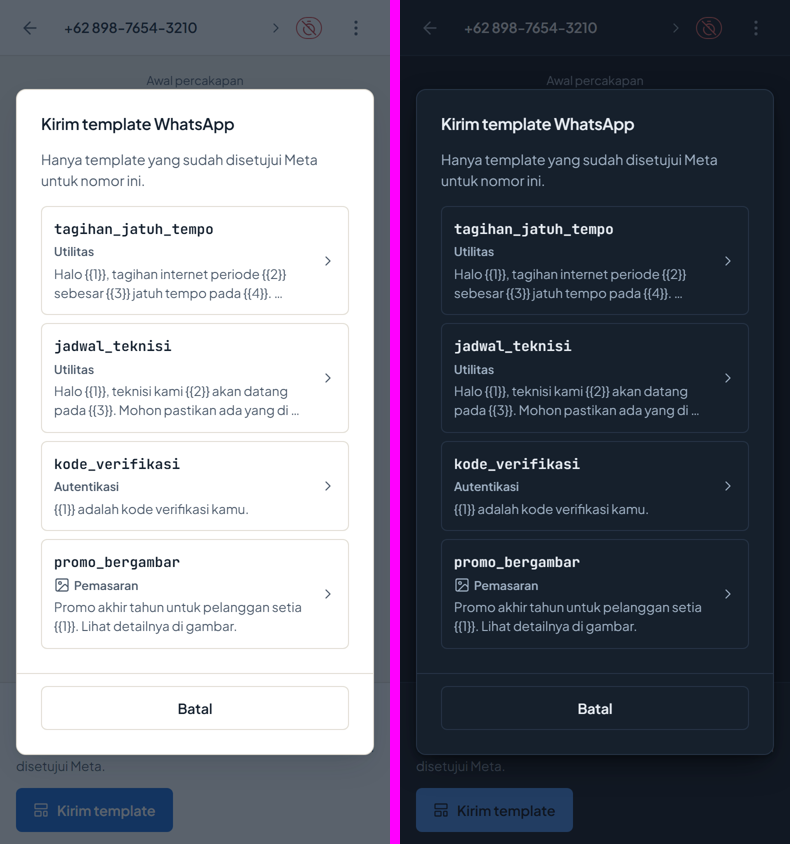 +62 898-7654-3210
Awal percakapan
Kirim template WhatsApp
Hanya template yang sudah disetujui Meta
untuk nomor ini.
tagihan_jatuh_tempo
Utilitas
Halo {{1}}, tagihan internet periode {{2}}
sebesar {{3}} jatuh tempo pada {{4}}. ...
jadwal_teknisi
Utilitas
Halo {{1}}, teknisi kami {{2}} akan datang
pada {{3}}. Mohon pastikan ada yang di ...
kode_verifikasi
Autentikasi
{{1}} adalah kode verifikasi kamu.
promo_bergambar
Pemasaran
Promo akhir tahun untuk pelanggan setia
{{1}}. Lihat detailnya di gambar.
Batal
disetujui Meta.
Kirim template
+62 898-7654-3210
Awal percakapan
Kirim template WhatsApp
Hanya template yang sudah disetujui Meta
untuk nomor ini.
tagihan_jatuh_tempo
Utilitas
Halo {{1}}, tagihan internet periode {{2}}
sebesar {{3}} jatuh tempo pada {{4}}. ...
jadwal_teknisi
Utilitas
Halo {{1}}, teknisi kami {{2}} akan datang
pada {{3}}. Mohon pastikan ada yang di ...
kode_verifikasi
Autentikasi
{{1}} adalah kode verifikasi kamu.
promo_bergambar
Pemasaran
Promo akhir tahun untuk pelanggan setia
{{1}}. Lihat detailnya di gambar.
Batal
disetujui Meta.
Kirim template